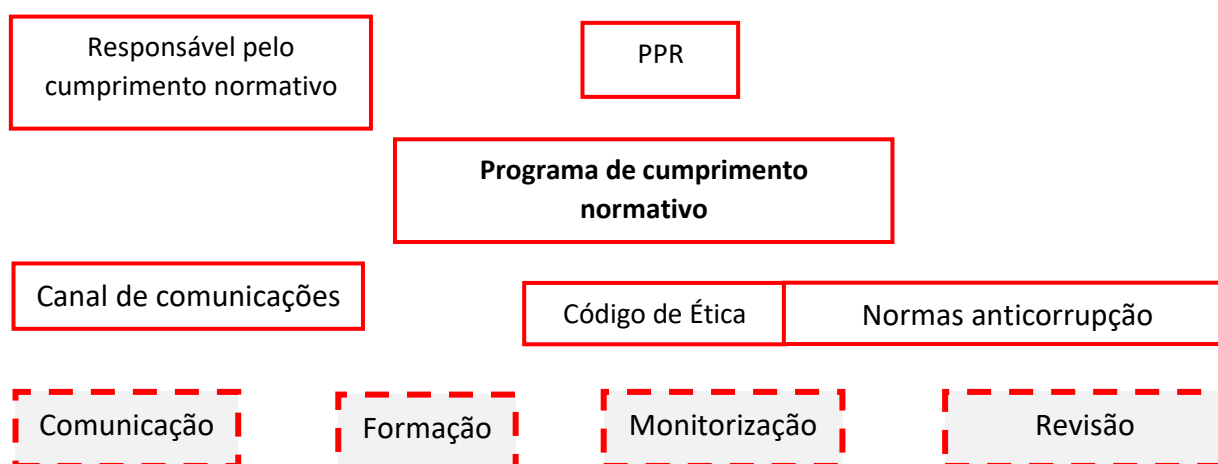 Responsável pelo
cumprimento normativo
PPR
Programa de cumprimento
normativo
Canal de comunicações
Código de Ética
Normas anticorrupção
Comunicação
Formação
Monitorização
Revisão